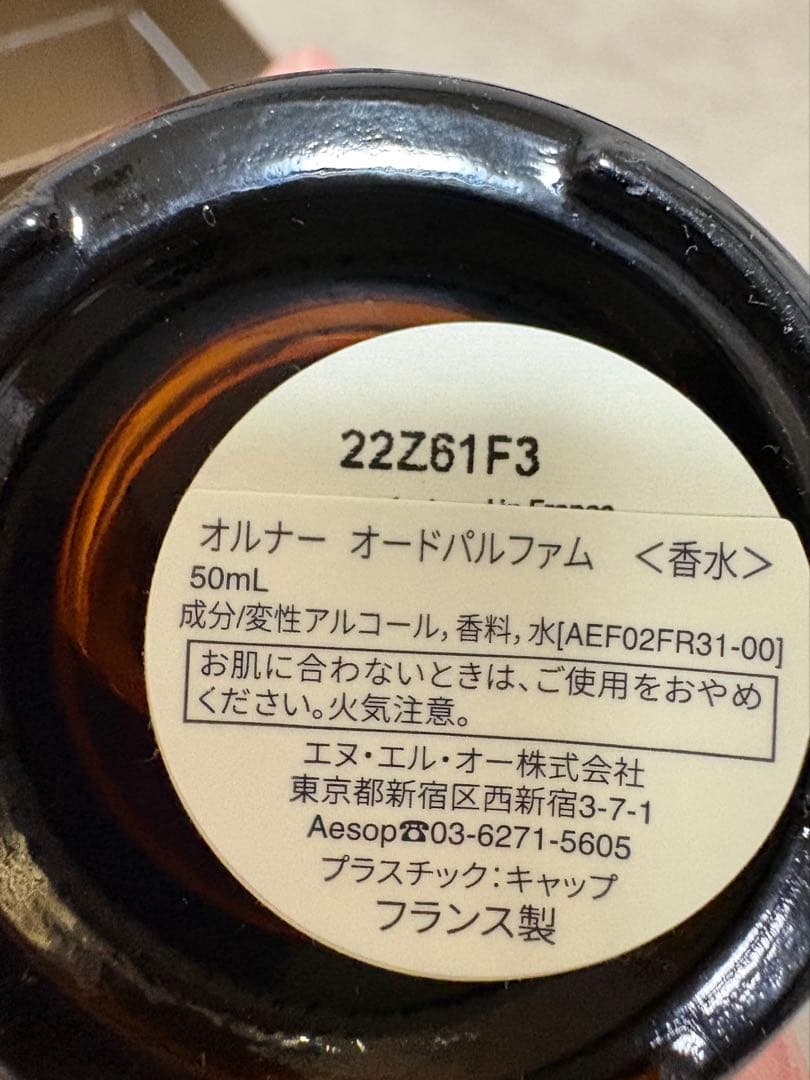 22Z61F3
オルナー オードパルファム <香水>
50mL
成分/変性アルコール, 香料, 水[AEF02FR31-00]
お肌に合わないときは、ご使用をおやめ
ください。火気注意。
エヌ・エル・オー株式会社
東京都新宿区西新宿3-7-1
Aesop☎03-6271-5605
プラスチック:キャップ
フランス製